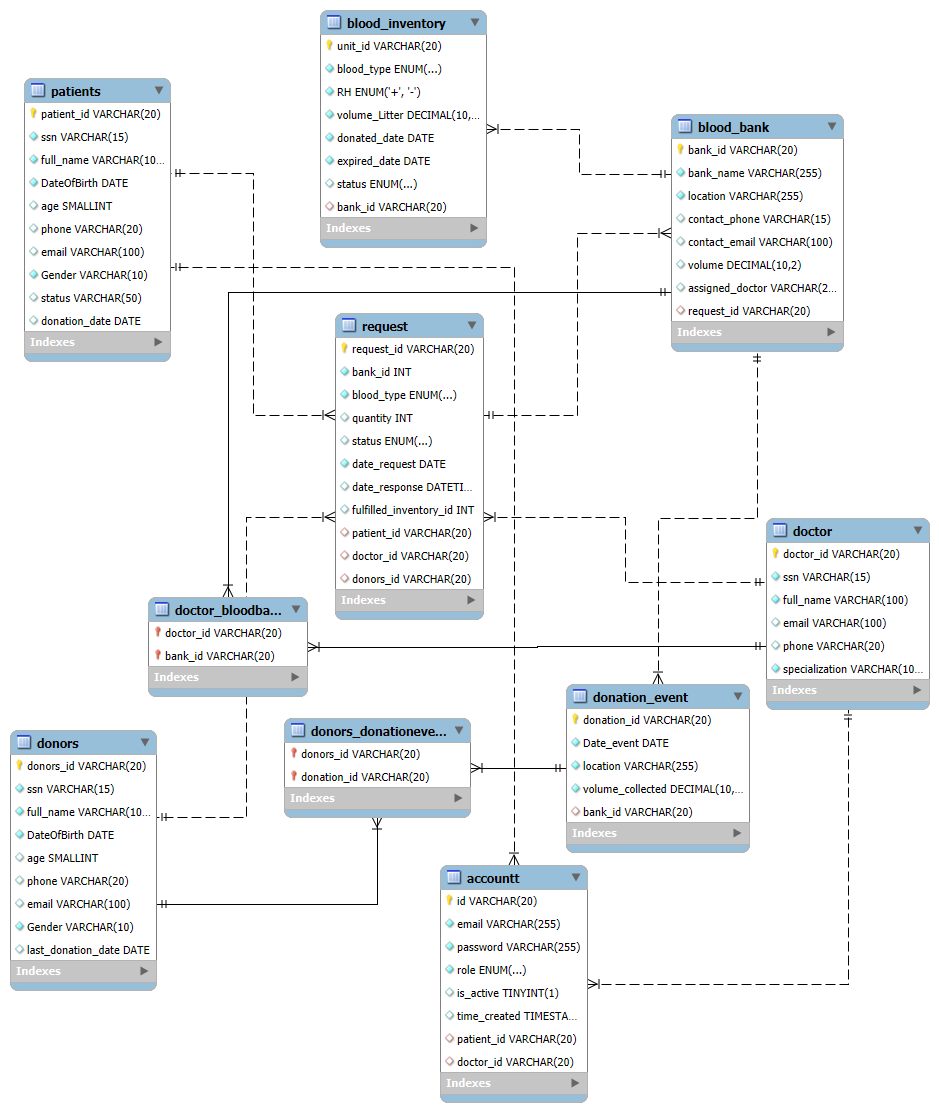 blood_inventory
unit_id VARCHAR(20)
blood_type ENUM(...)
RH ENUM('+', '-')
volume_Litter DECIMAL(10,...
donated_date DATE
expired_date DATE
status ENUM(...)
bank_id VARCHAR(20)
Indexes
patients
patient_id VARCHAR(20)
ssn VARCHAR(15)
full_name VARCHAR(10...
DateOfBirth DATE
age SMALLINT
phone VARCHAR(20)
email VARCHAR(100)
Gender VARCHAR(10)
status VARCHAR(50)
donation_date DATE
Indexes
blood_bank
bank_id VARCHAR(20)
bank_name VARCHAR(255)
location VARCHAR(255)
contact_phone VARCHAR(15)
contact_email VARCHAR(100)
volume DECIMAL(10,2)
assigned_doctor VARCHAR(2...
request_id VARCHAR(20)
Indexes
request
request_id VARCHAR(20)
bank_id INT
blood_type ENUM(...)
quantity INT
status ENUM(...)
date_request DATE
date_response DATETI...
fulfilled_inventory_id INT
patient_id VARCHAR(20)
doctor_id VARCHAR(20)
donors_id VARCHAR(20)
Indexes
doctor
doctor_id VARCHAR(20)
ssn VARCHAR(15)
full_name VARCHAR(100)
email VARCHAR(100)
phone VARCHAR(20)
specialization VARCHAR(10...
Indexes
doctor_bloodba...
doctor_id VARCHAR(20)
bank_id VARCHAR(20)
Indexes
donation_event
donation_id VARCHAR(20)
Date_event DATE
location VARCHAR(255)
volume_collected DECIMAL(10,...
bank_id VARCHAR(20)
Indexes
donors_donationeve...
donors_id VARCHAR(20)
donation_id VARCHAR(20)
Indexes
donors
donors_id VARCHAR(20)
ssn VARCHAR(15)
full_name VARCHAR(10...
DateOfBirth DATE
age SMALLINT
phone VARCHAR(20)
email VARCHAR(100)
Gender VARCHAR(10)
last_donation_date DATE
Indexes
accountt
id VARCHAR(20)
email VARCHAR(255)
password VARCHAR(255)
role ENUM(...)
is_active TINYINT(1)
time_created TIMESTA...
patient_id VARCHAR(20)
doctor_id VARCHAR(20)
Indexes